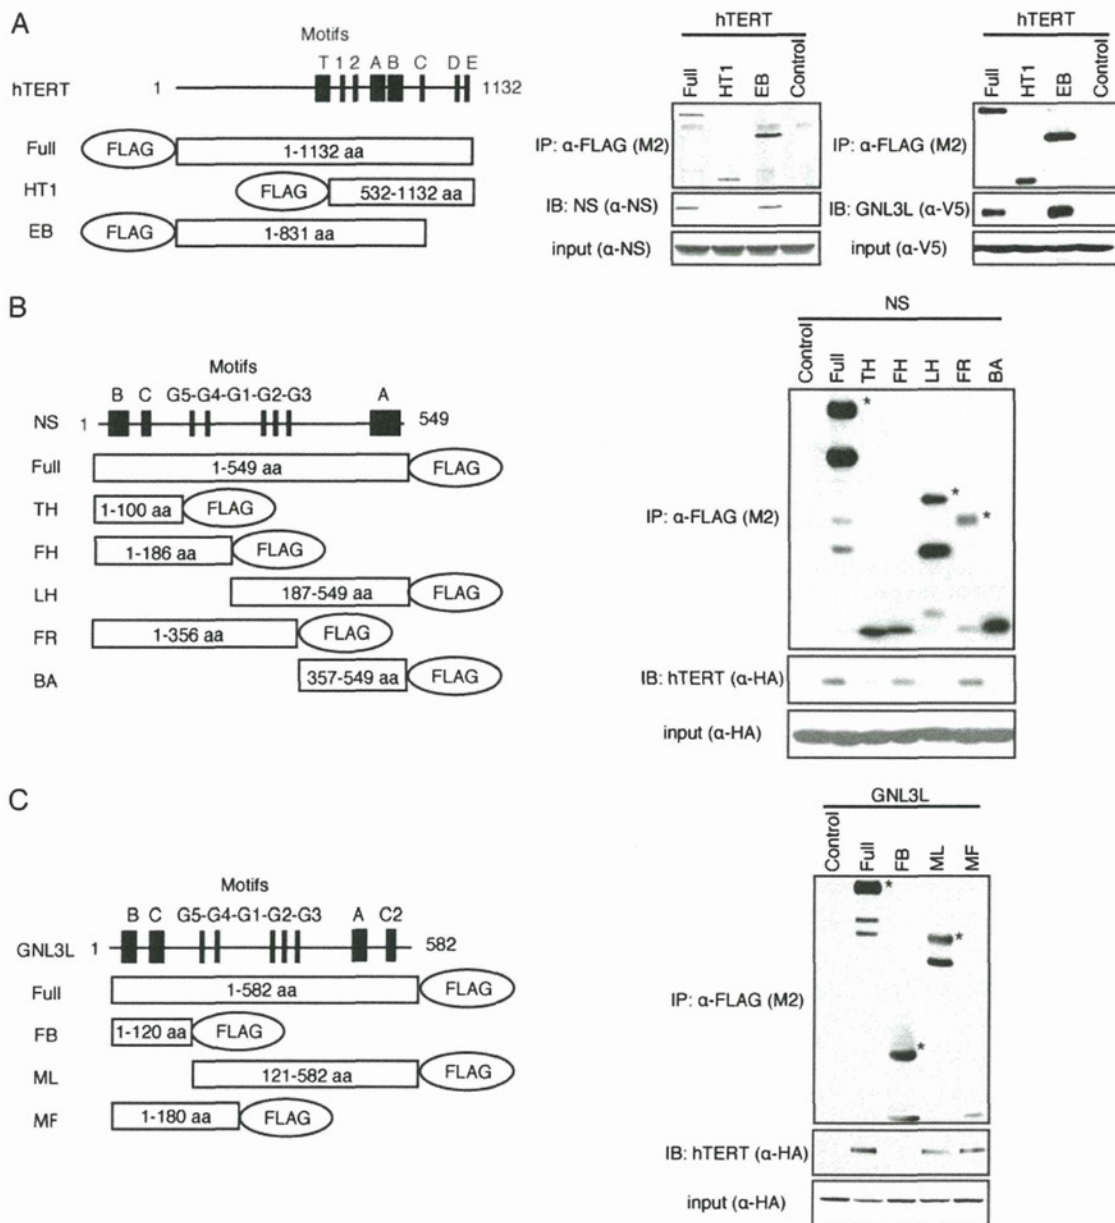 A
Motifs
T 1 2 A B C D E
hTERT 1 1132
Full FLAG 1-1132 aa
HT1 FLAG 532-1132 aa
EB FLAG 1-831 aa
hTERT
Full HT1 EB Control
IP: α-FLAG (M2)
IB: NS (α-NS)
input (α-NS)
hTERT
Full HT1 EB Control
IP: α-FLAG (M2)
IB: GNL3L (α-V5)
input (α-V5)
B
Motifs
B C G5-G4-G1-G2-G3 A
NS 1 549
Full 1-549 aa FLAG
TH 1-100 aa FLAG
FH 1-186 aa FLAG
LH 187-549 aa FLAG
FR 1-356 aa FLAG
BA 357-549 aa FLAG
NS
Control Full TH FH LH FR BA
*
*
*
IP: α-FLAG (M2)
IB: hTERT (α-HA)
input (α-HA)
C
Motifs
B C G5-G4-G1-G2-G3 A C2
GNL3L 1 582
Full 1-582 aa FLAG
FB 1-120 aa FLAG
ML 121-582 aa FLAG
MF 1-180 aa FLAG
GNL3L
Control Full FB ML MF
*
*
IP: α-FLAG (M2)
*
IB: hTERT (α-HA)
input (α-HA)